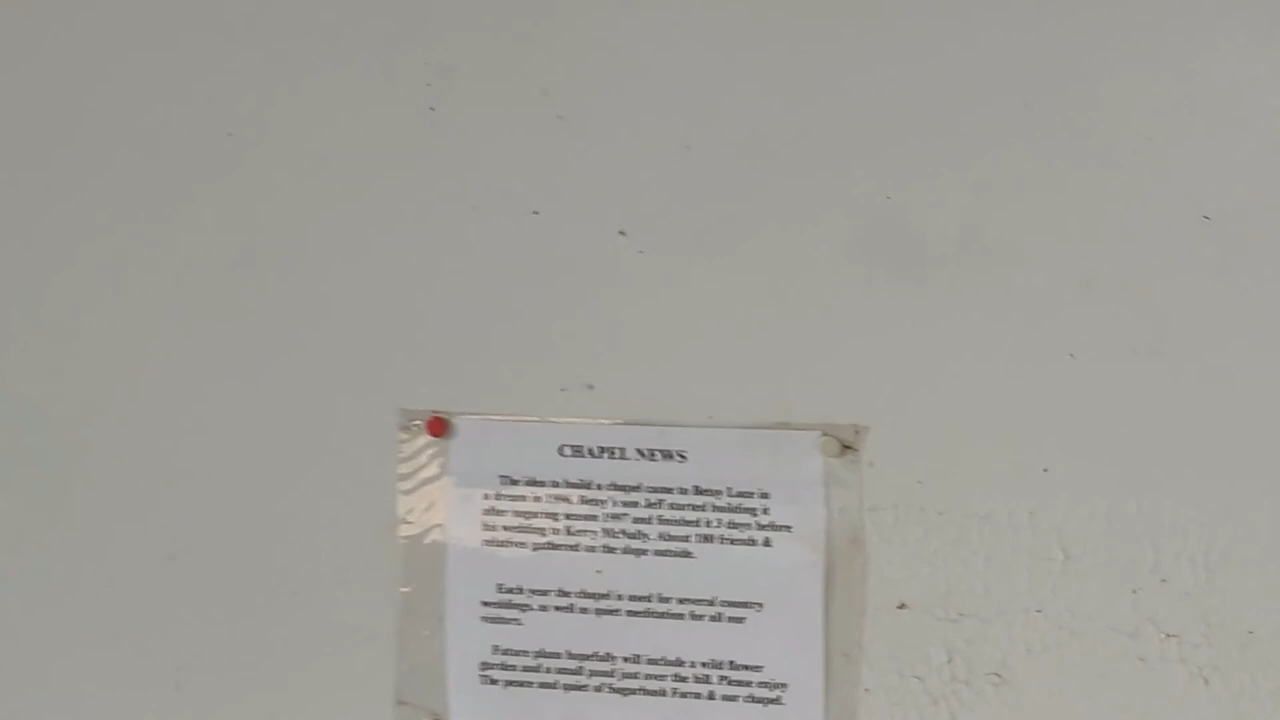 CHAPEL NEWS
The idea to build a chapel came to Betsy Luce in
a dream in 1996. Betsy's son Jeff started building it
after sugaring season 1997 and finished it 3 days before
his wedding to Kerry McNally. About 180 friends &
relatives gathered on the slope outside.
Each year the chapel is used for several country
weddings as well as quiet meditation for all our
visitors.
Future plans hopefully will include a wild flower
garden and a small pond just over the hill. Please enjoy
The peace and quiet of Sugarbush Farm & our chapel.